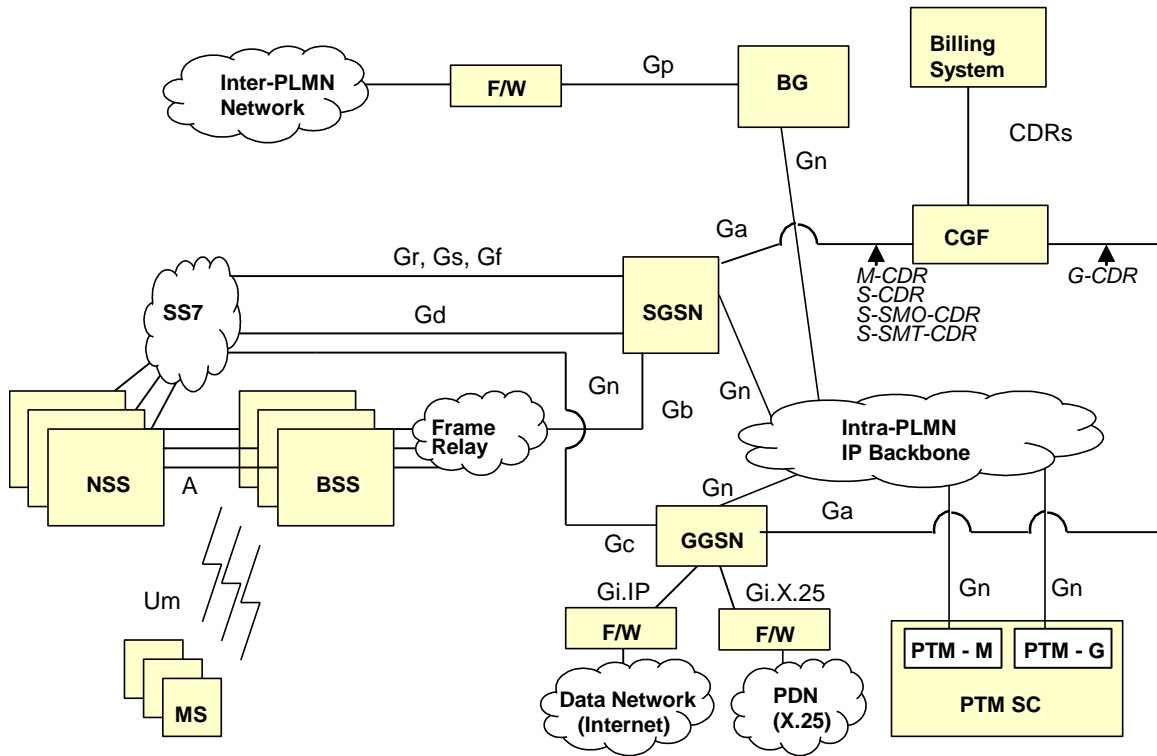 Billing
System
Inter-PLMN
Network
F/W
Gp
BG
CDRs
Gn
Ga
CGF
Gr, Gs, Gf
M-CDR
S-CDR
S-SMO-CDR
S-SMT-CDR
G-CDR
SS7
Gd
SGSN
Gn
Gn
Gb
Frame
Relay
Intra-PLMN
IP Backbone
NSS
A
BSS
Gn
Ga
Gc
GGSN
Um
Gi.IP
Gi.X.25
Gn
Gn
F/W
F/W
PTM - M
PTM - G
MS
Data Network
(Internet)
PDN
(X.25)
PTM SC